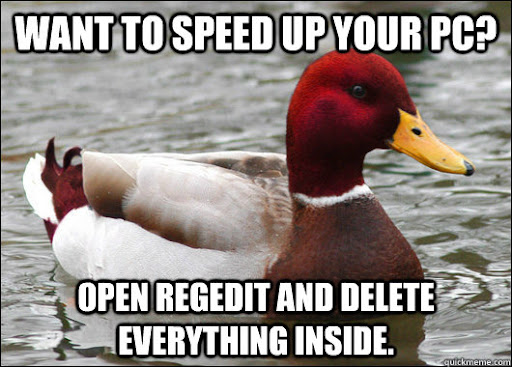 WANT TO SPEED UP YOUR PC?
OPEN REGEDIT AND DELETE
EVERYTHING INSIDE.
quickmeme.com